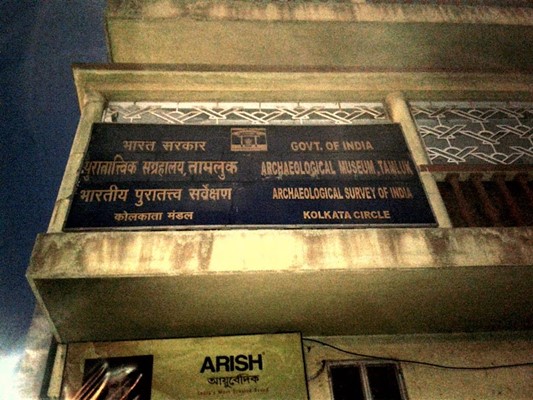 भारत सरकार
पुरातात्विक संग्रहालय, तामलुक
भारतीय पुरातत्त्व सर्वेक्षण
कोलकाता मंडल
GOVT. OF INDIA
ARCHAEOLOGICAL MUSEUM, TAMLUK
ARCHAEOLOGICAL SURVEY OF INDIA
KOLKATA CIRCLE
ARISH
আয়ুর্বেদিক